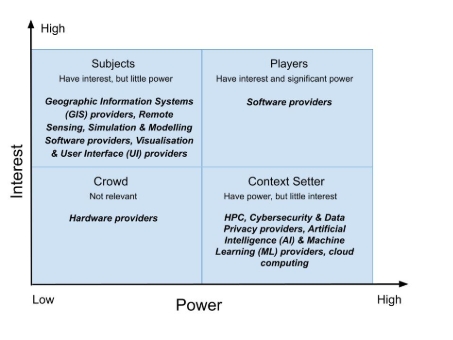 High
Subjects
Have interest, but little power
Geographic Information Systems
(GIS) providers, Remote
Sensing, Simulation & Modelling
Software providers, Visualisation
& User Interface (UI) providers
Players
Have interest and significant power
Software providers
Interest
Crowd
Not relevant
Hardware providers
Context Setter
Have power, but little interest
HPC, Cybersecurity & Data
Privacy providers, Artificial
Intelligence (AI) & Machine
Learning (ML) providers, cloud
computing
Low
Power
High